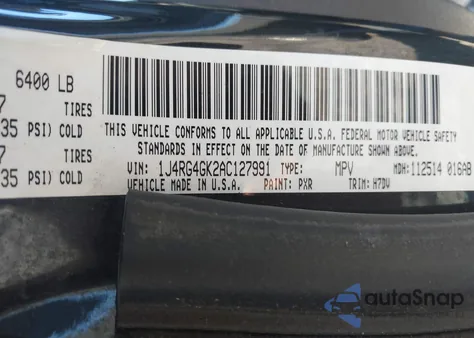 6400 LB
7 TIRES
35 PSI) COLD
7 TIRES
35 PSI) COLD
THIS VEHICLE CONFORMS TO ALL APPLICABLE U.S.A. FEDERAL MOTOR VEHICLE SAFETY
STANDARDS IN EFFECT ON THE DATE OF MANUFACTURE SHOWN ABOVE.
VIN: 1J4RG4GK2AC127991 TYPE: MPV MDH: 112514 016AB
VEHICLE MADE IN U.S.A. PAINT: PXR TRIM: H7DV
autoSnap